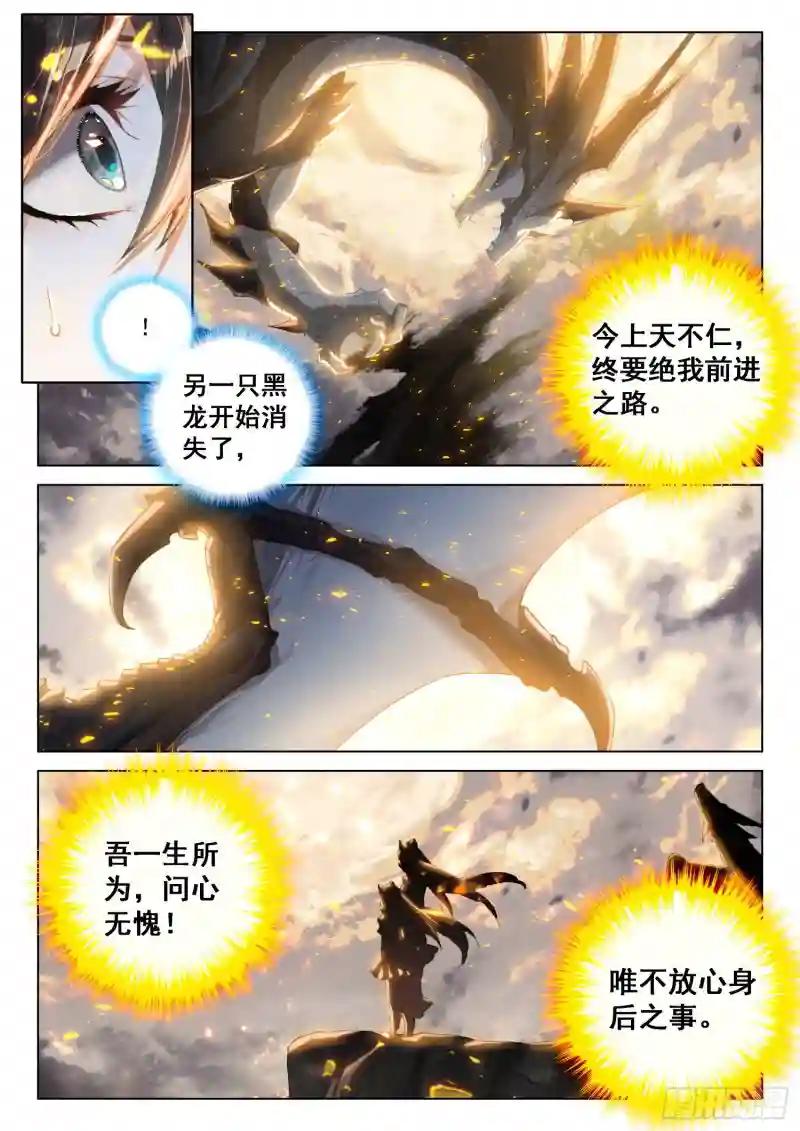 ！
另一只黑
龙开始消
失了，
今上天不仁，
终要绝我前进
之路。
吾一生所
为，问心
无愧！
唯不放心身
后之事。